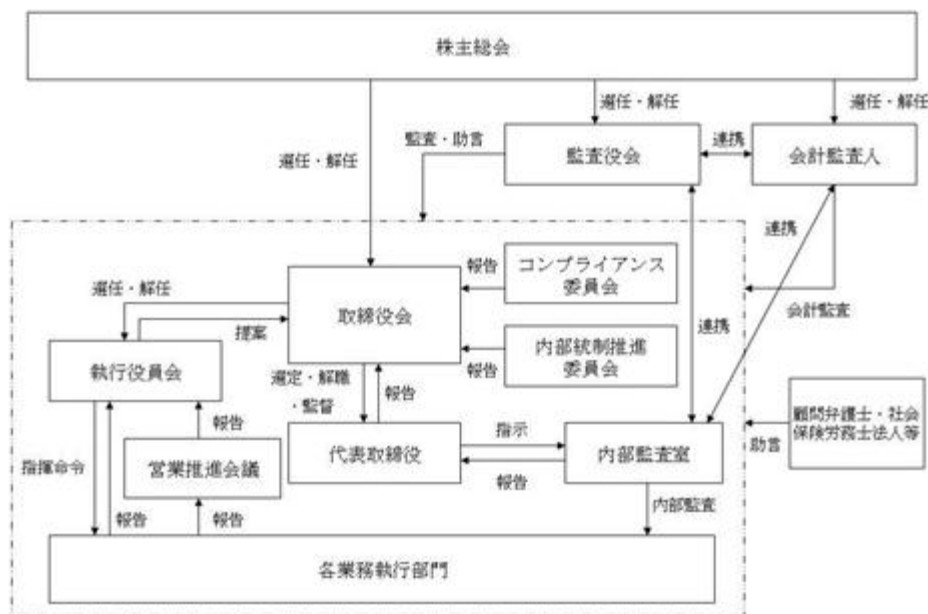 株主総会
選任・解任
選任・解任
選任・解任
監査・助言
監査役会
連携
会計監査人
連携
選任・解任
報告
コンプライアンス
委員会
取締役会
提案
連携
会計監査
執行役員会
報告
内部統制推進
委員会
選定・解職
・監督
報告
顧問弁護士・社会
保険労務士法人等
助言
報告
指揮命令
営業推進会議
代表取締役
指示
報告
内部監査室
報告
報告
内部監査
各業務執行部門